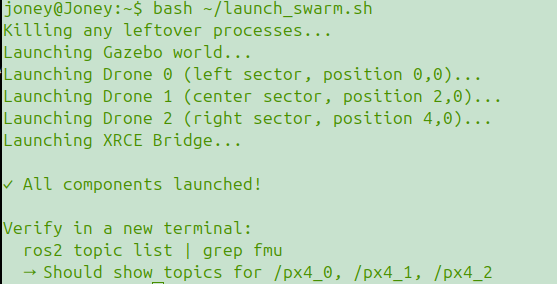 joney@Joney:~$ bash ~/launch_swarm.sh
Killing any leftover processes...
Launching Gazebo world...
Launching Drone 0 (left sector, position 0,0)...
Launching Drone 1 (center sector, position 2,0)...
Launching Drone 2 (right sector, position 4,0)...
Launching XRCE Bridge...
✓ All components launched!
Verify in a new terminal:
ros2 topic list | grep fmu
→ Should show topics for /px4_0, /px4_1, /px4_2